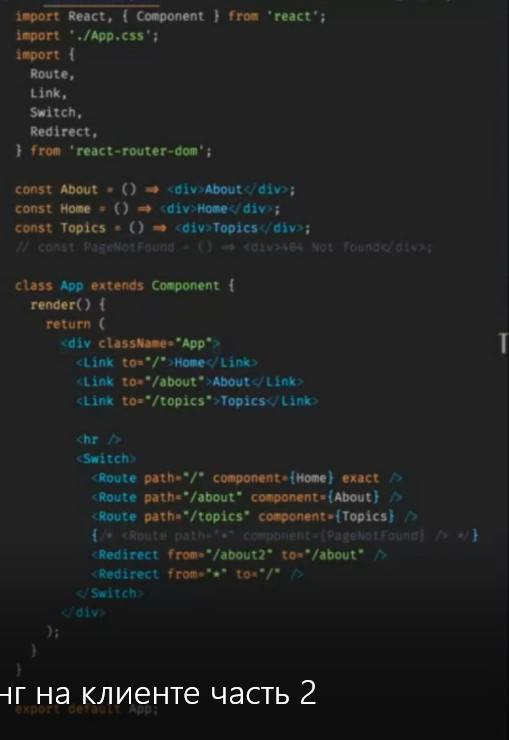 import React, { Component } from 'react';
import './App.css';
import {
  Route,
  Link,
  Switch,
  Redirect,
} from 'react-router-dom';

const About = () => <div>About</div>;
const Home = () => <div>Home</div>;
const Topics = () => <div>Topics</div>;
// const PageNotFound = () => <div>404 Not found</div>;

class App extends Component {
  render() {
    return (
      <div className="App">
        <Link to="/">Home</Link>
        <Link to="/about">About</Link>
        <Link to="/topics">Topics</Link>

        <hr />
        <Switch>
          <Route path="/" component={Home} exact />
          <Route path="/about" component={About} />
          <Route path="/topics" component={Topics} />
          {/* <Route path="*" component={PageNotFound} /> */}
          <Redirect from="/about2" to="/about" />
          <Redirect from="*" to="/" />
        </Switch>
      </div>
    );
  }
}
нг на клиенте часть 2
export default App;